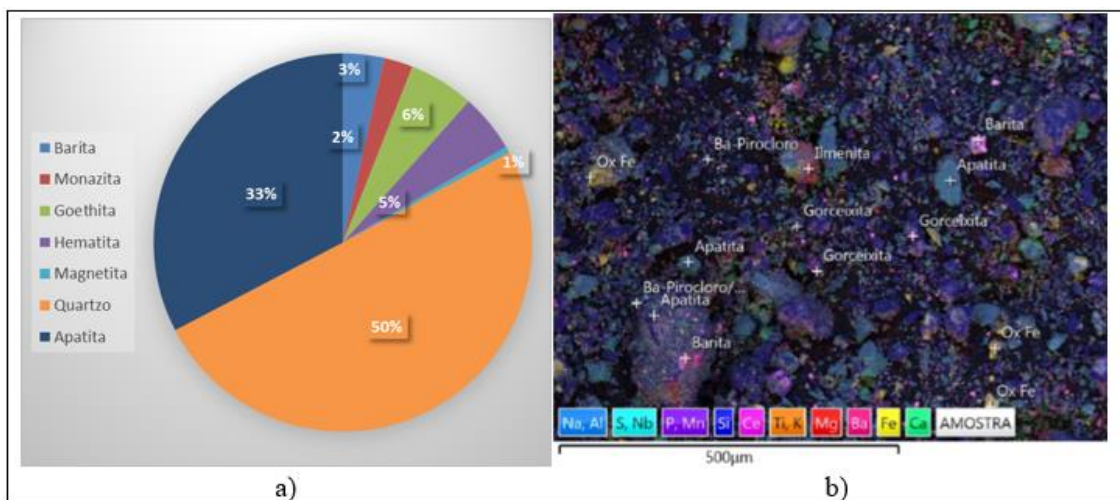 Barita
Monazita
Goethita
Hematita
Magnetita
Quartzo
Apatita
3%
2%
6%
5%
1%
50%
33%
a)
Barita
Ba-Pirocloro
Ilmenita
Ox Fe
Apatita
Gorceixita
Gorceixita
Apatita
Gorceixita
Ba-Pirocloro/...
Apatita
Barita
Ox Fe
Ox Fe
Na, Al S, Nb P, Mn Si Ce Ti, K Mg Ba Fe Ca AMOSTRA
500µm
b)